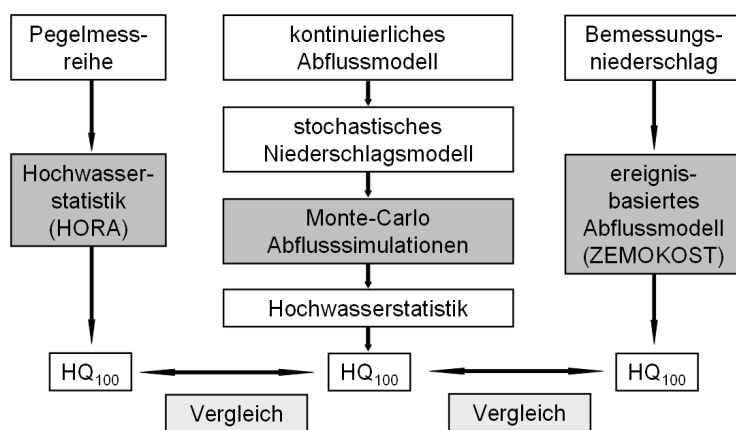 Pegelmess-
reihe
Hochwasser-
statistik
(HORA)
HQ100
kontinuierliches
Abflussmodell
stochastisches
Niederschlagsmodell
Monte-Carlo
Abflusssimulationen
Hochwasserstatistik
HQ100
Bemessungs-
niederschlag
ereignis-
basiertes
Abflussmodell
(ZEMOKOST)
HQ100
Vergleich
Vergleich